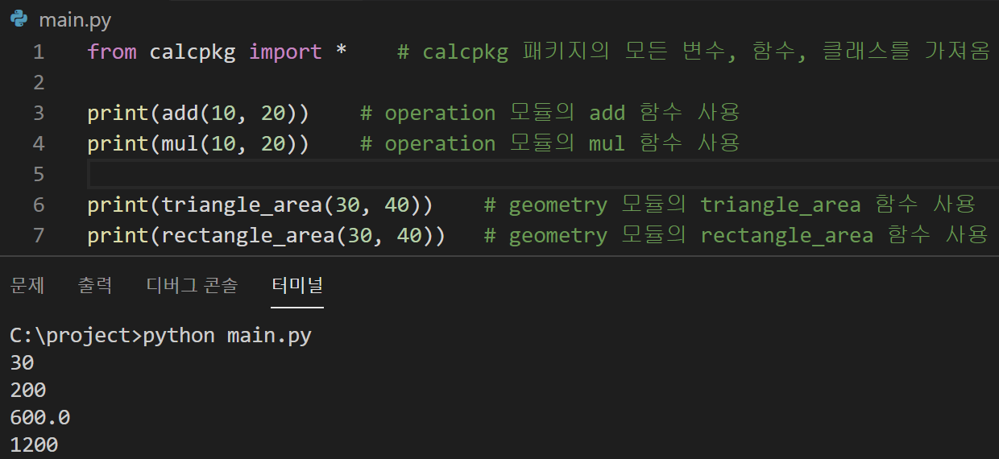 main.py
1 from calcpkg import * # calcpkg 패키지의 모든 변수, 함수, 클래스를 가져옴
2
3 print(add(10, 20)) # operation 모듈의 add 함수 사용
4 print(mul(10, 20)) # operation 모듈의 mul 함수 사용
5
6 print(triangle_area(30, 40)) # geometry 모듈의 triangle_area 함수 사용
7 print(rectangle_area(30, 40)) # geometry 모듈의 rectangle_area 함수 사용
문제 출력 디버그 콘솔 터미널
C:\project>python main.py
30
200
600.0
1200